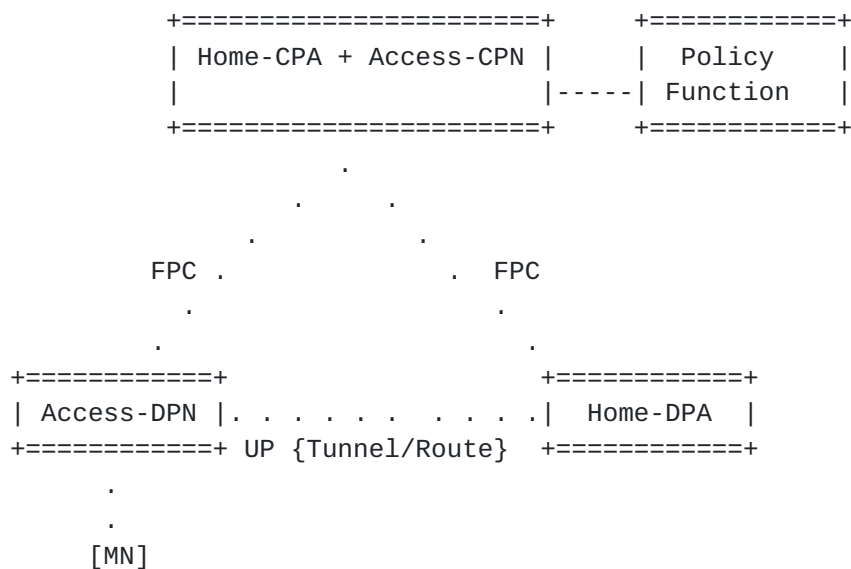 +=======================+     +============+
| Home-CPA + Access-CPN |     |   Policy   |
|                       |-----|  Function  |
+=======================+     +============+
.
. .
. .
FPC . . FPC
. .
. .
+============+                     +============+
| Access-DPN |. . . . . .  . . . .|  Home-DPA  |
+============+ UP {Tunnel/Route}  +============+
.
.
[MN]